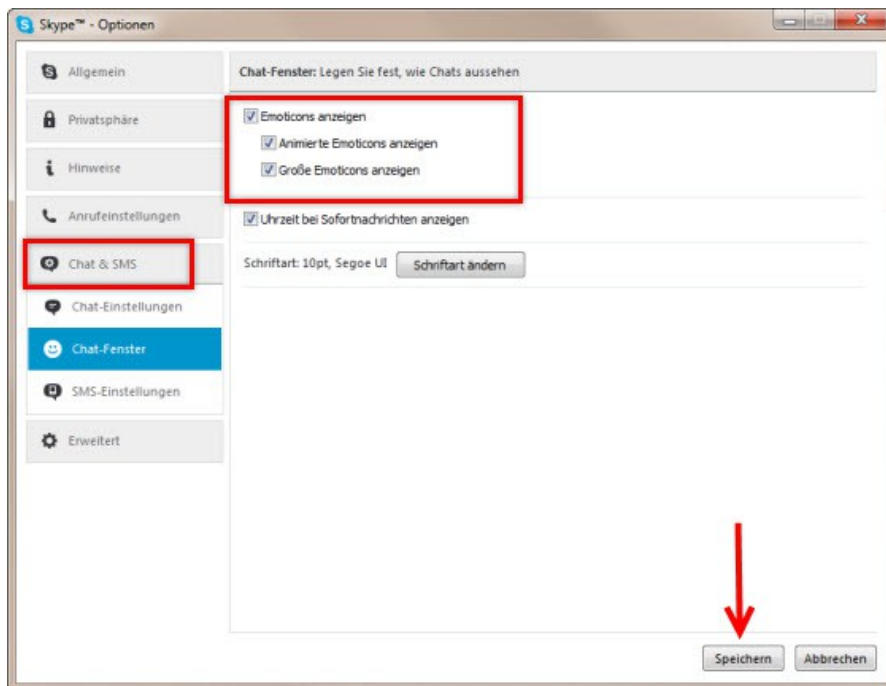 Skype™ - Optionen
Allgemein
Privatsphäre
Hinweise
Anrufeinstellungen
Chat & SMS
Chat-Einstellungen
Chat-Fenster
SMS-Einstellungen
Erweitert
Chat-Fenster: Legen Sie fest, wie Chats aussehen
Emoticons anzeigen
Animierte Emoticons anzeigen
Große Emoticons anzeigen
Uhrzeit bei Sofortnachrichten anzeigen
Schriftart: 10pt, Segoe UI Schriftart ändern
Speichern Abbrechen